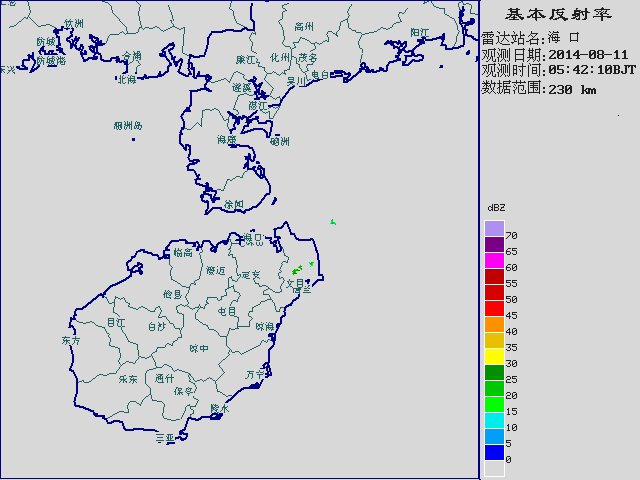 基本反射率
雷达站名:海 口
观测日期:2014-08-11
观测时间:05:42:10BJT
数据范围:230 km
dBZ
70
65
60
55
50
45
40
35
30
25
20
15
10
5
0
钦州
防城
防城港
合浦
北海
高州
阳江
廉江
化州
茂名
电白
吴川
遂溪
湛江
海康
硇洲
涠洲岛
徐闻
海口
临高
澄迈
定安
文昌
儋县
屯昌
昌江
白沙
琼海
东方
琼中
乐东
通什
万宁
保亭
陵水
三亚